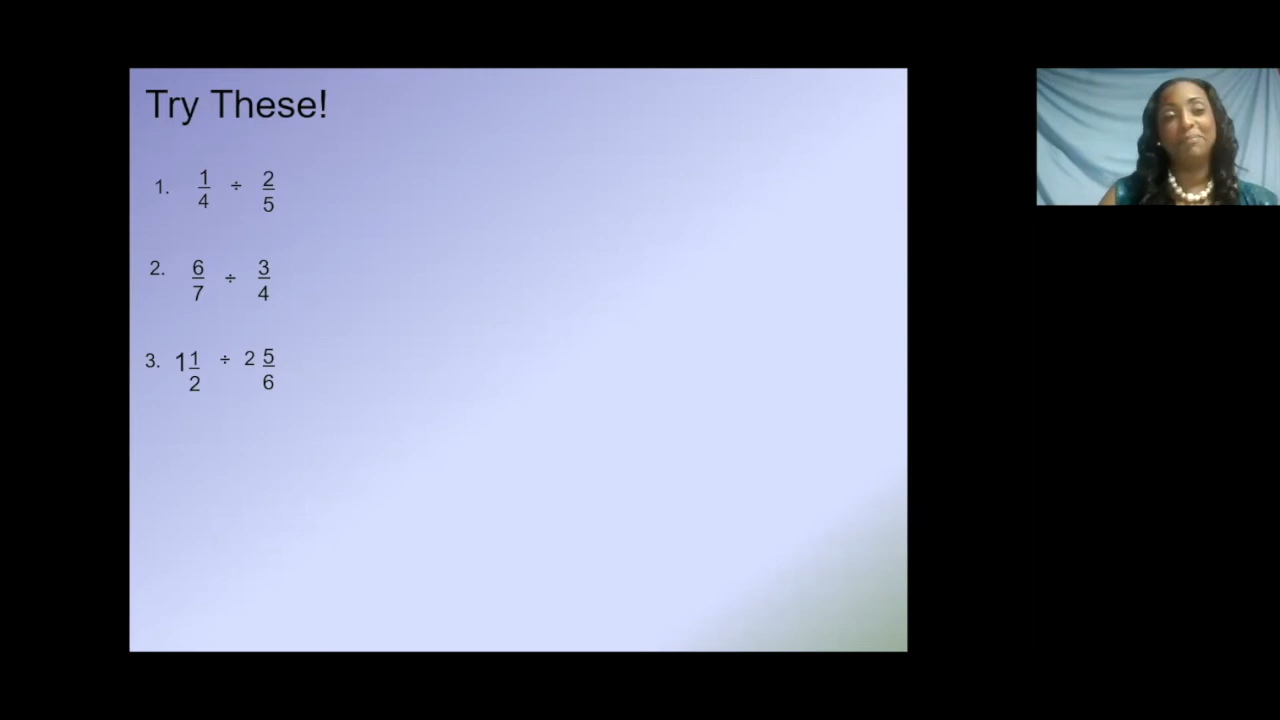 Try These!
1. 1/4 ÷ 2/5
2. 6/7 ÷ 3/4
3. 1 1/2 ÷ 2 5/6